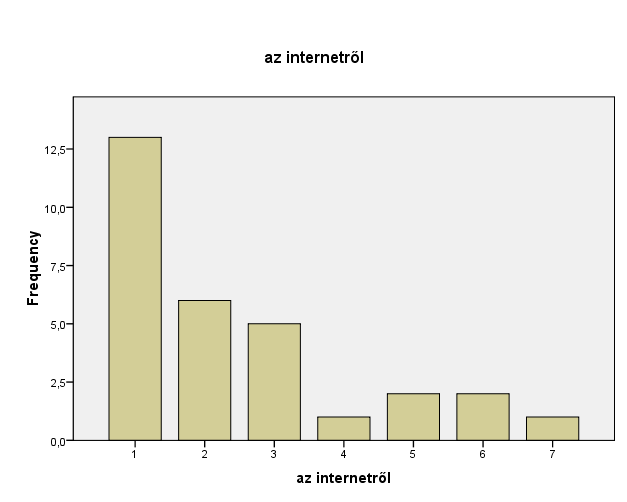 az internetről
12,5
10,0
7,5
5,0
2,5
0,0
Frequency
1 2 3 4 5 6 7
az internetről